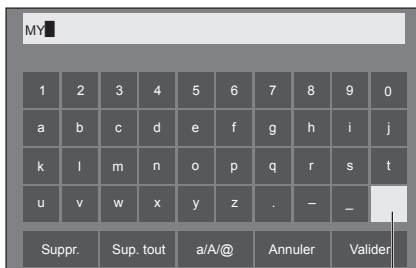 MY
1 2 3 4 5 6 7 8 9 0
a b c d e f g h i j
k l m n o p q r s t
u v w x y z . – _
Suppr. Sup. tout a/A/@ Annuler Valider